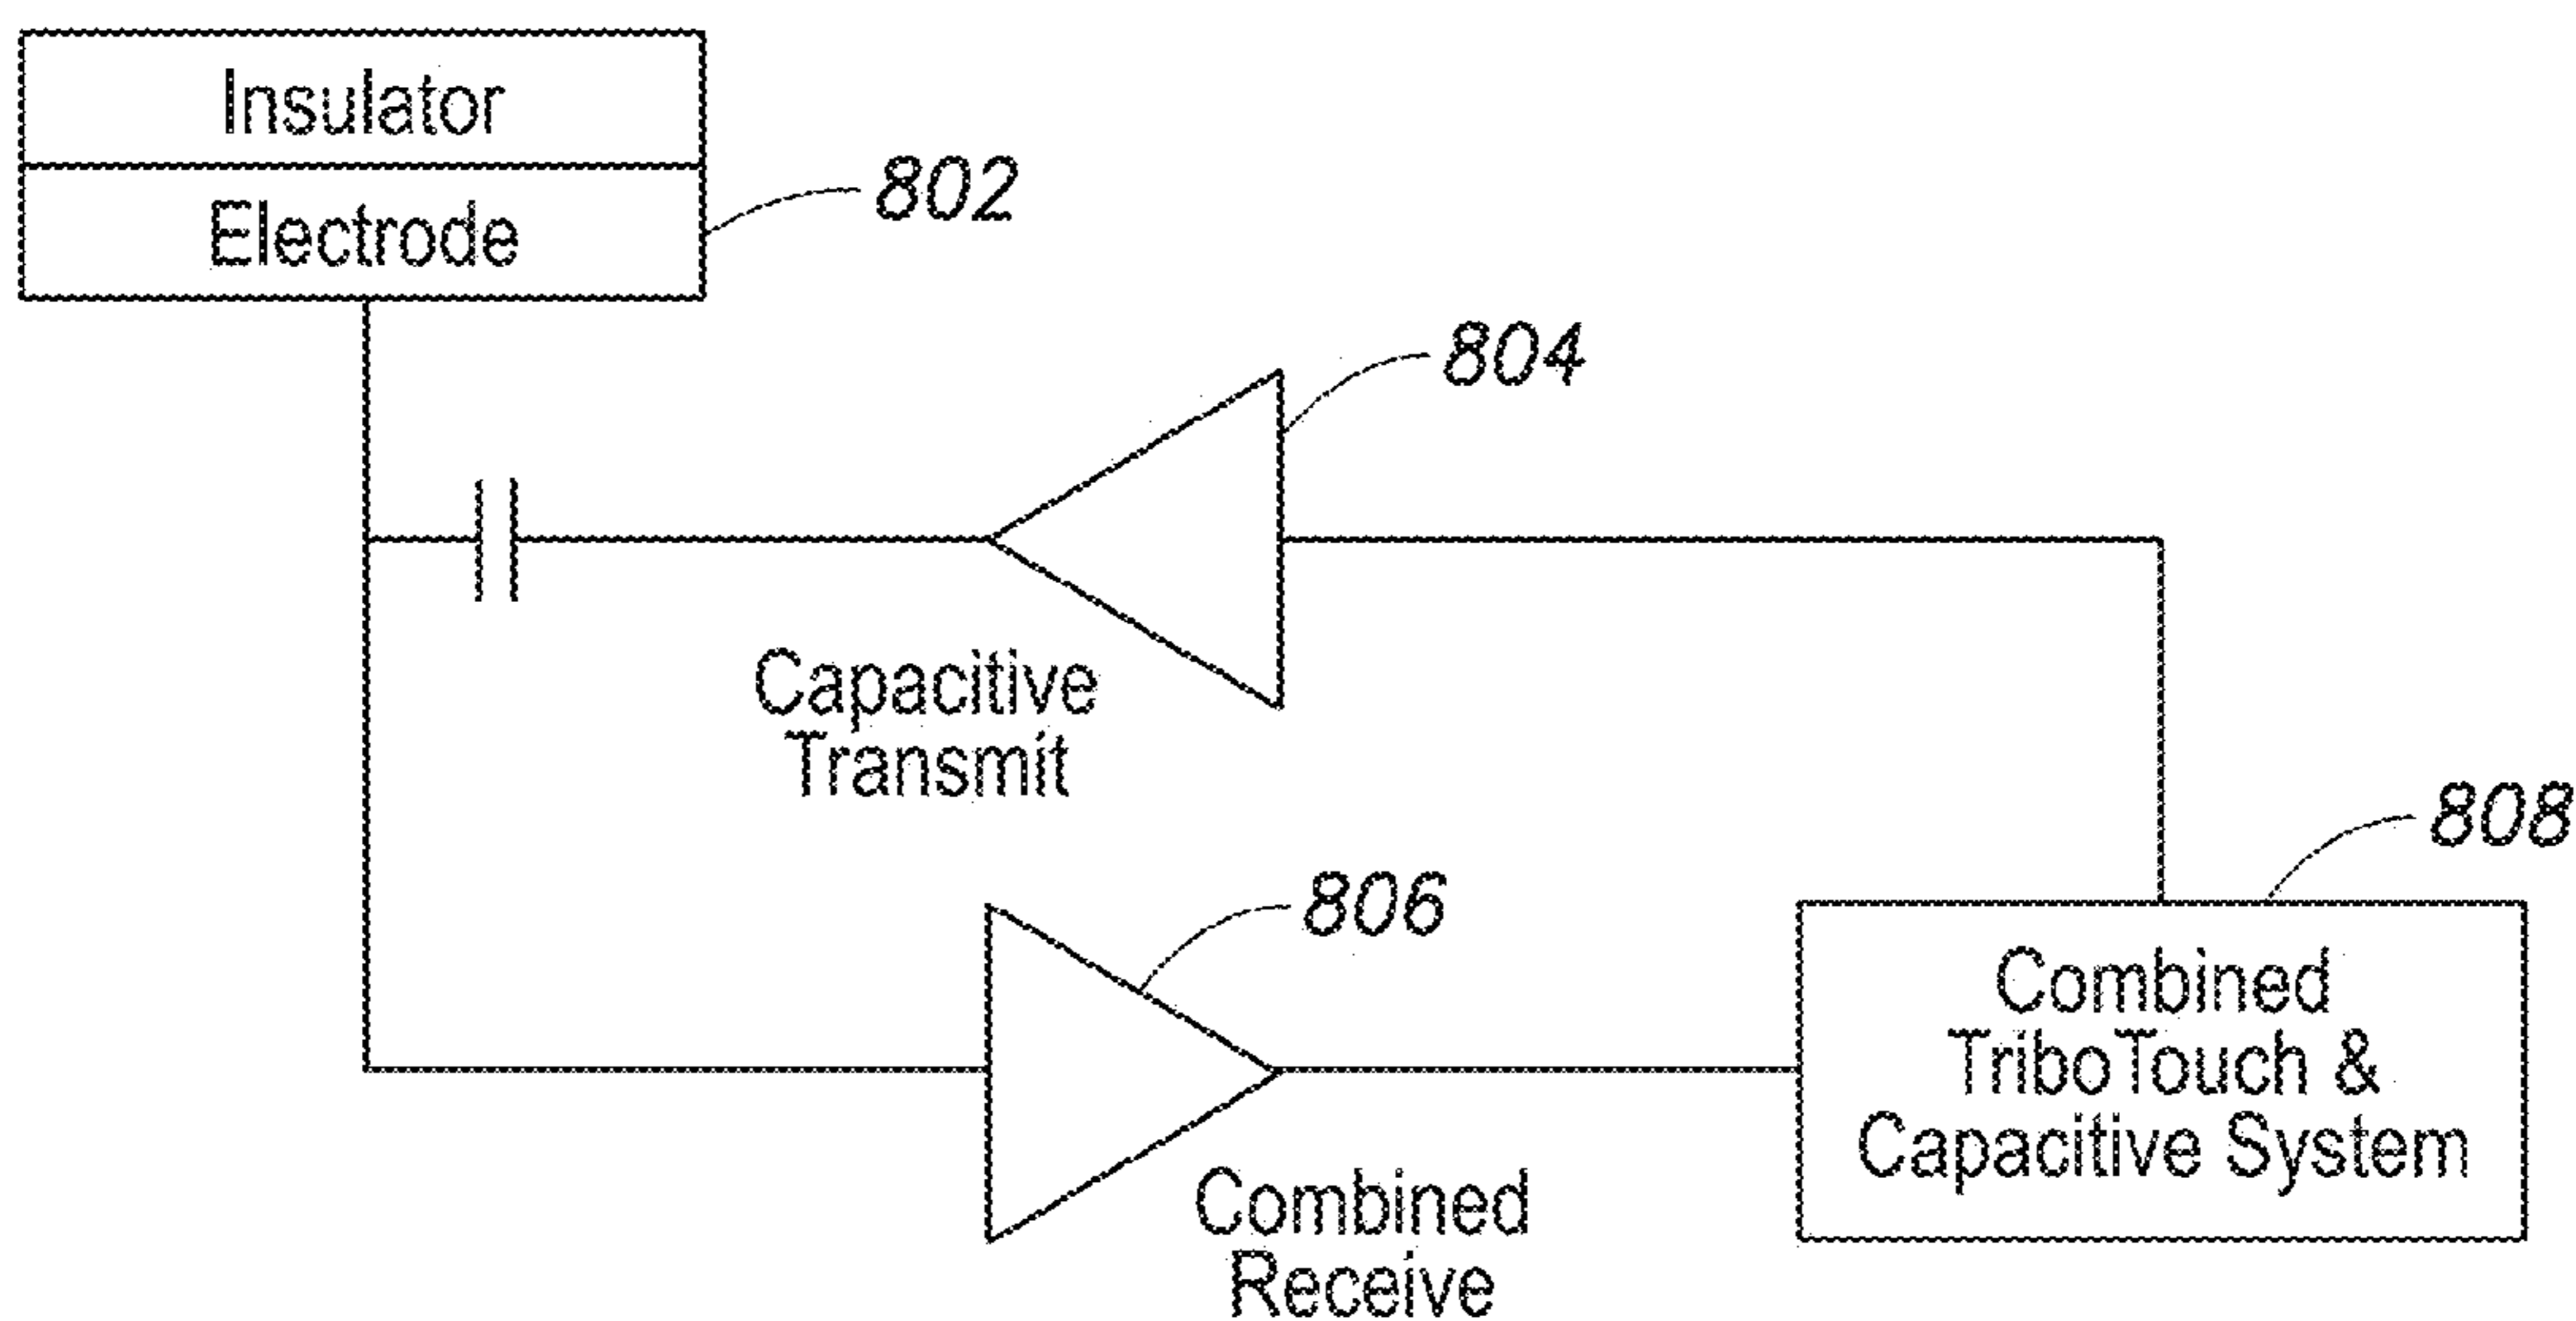 Insulator
Electrode
802
804
Capacitive
Transmit
806
808
Combined
TriboTouch &
Capacitive System
Combined
Receive